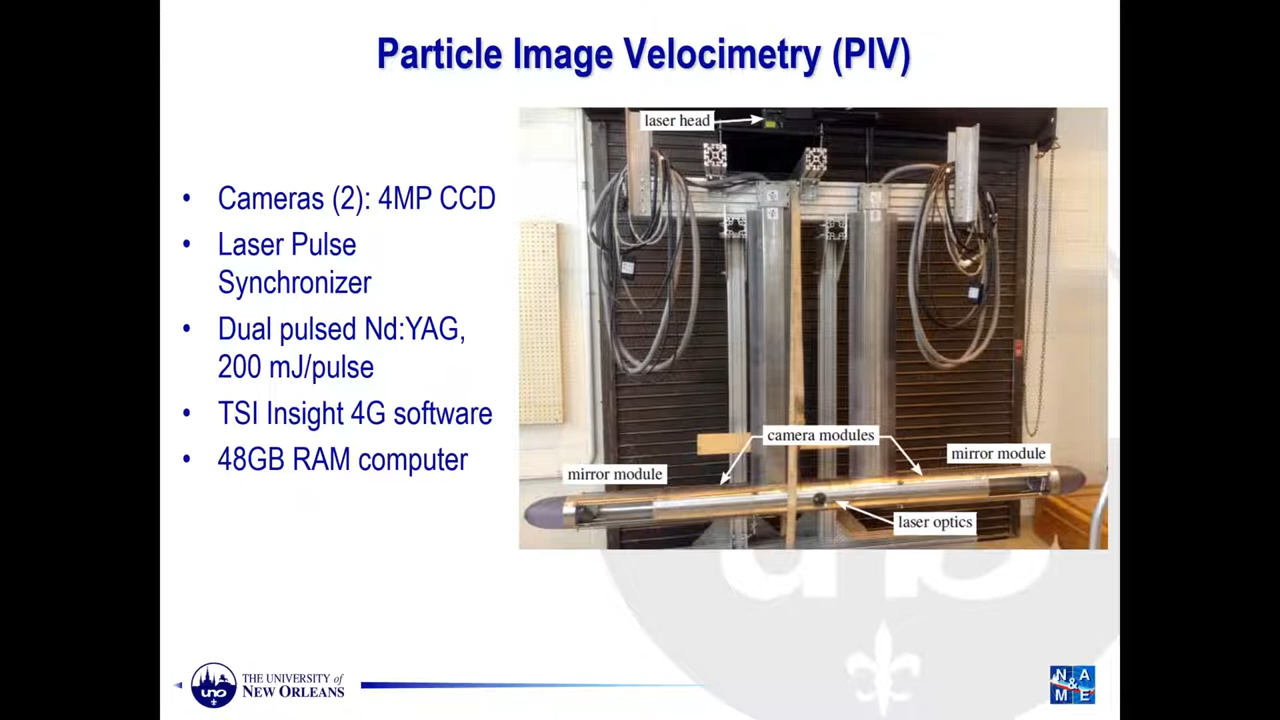 Particle Image Velocimetry (PIV)
• Cameras (2): 4MP CCD
• Laser Pulse
Synchronizer
• Dual pulsed Nd:YAG,
200 mJ/pulse
• TSI Insight 4G software
• 48GB RAM computer
laser head
camera modules
mirror module
mirror module
laser optics
uno
THE UNIVERSITY of
NEW ORLEANS
N A
&
M E